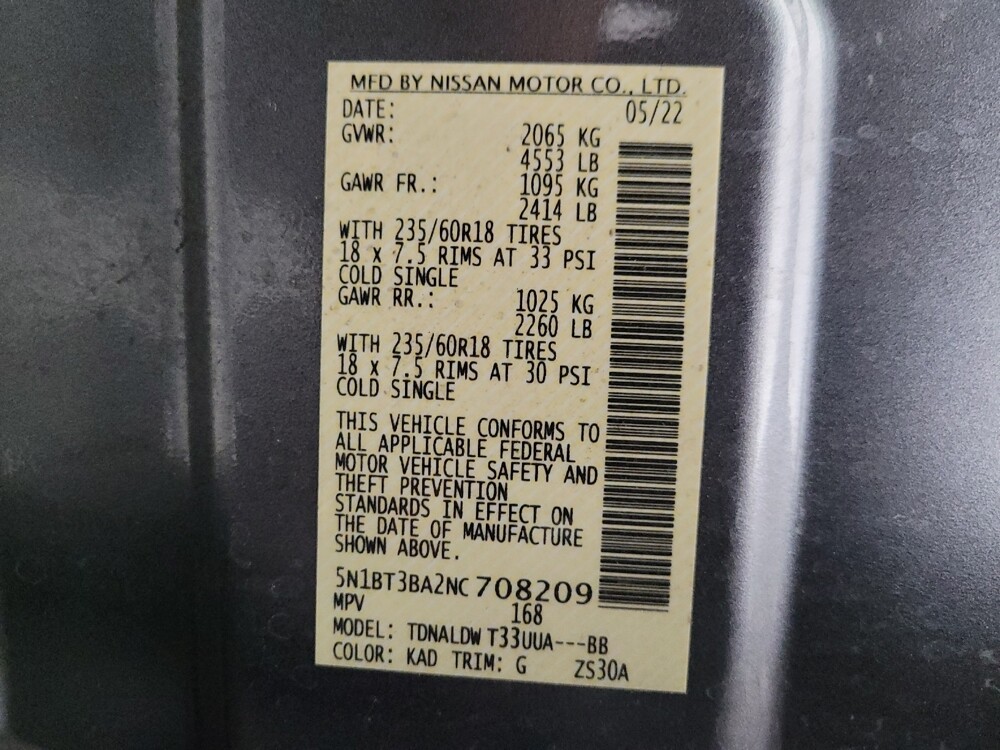 MFD BY NISSAN MOTOR CO., LTD.
DATE: 05/22
GVWR: 2065 KG
4553 LB
GAWR FR.: 1095 KG
2414 LB
WITH 235/60R18 TIRES
18 x 7.5 RIMS AT 33 PSI
COLD SINGLE
GAWR RR.: 1025 KG
2260 LB
WITH 235/60R18 TIRES
18 x 7.5 RIMS AT 30 PSI
COLD SINGLE
THIS VEHICLE CONFORMS TO
ALL APPLICABLE FEDERAL
MOTOR VEHICLE SAFETY AND
THEFT PREVENTION
STANDARDS IN EFFECT ON
THE DATE OF MANUFACTURE
SHOWN ABOVE.
5N1BT3BA2NC 708209
MPV 168
MODEL: TDNALDW T33UUA---BB
COLOR: KAD TRIM: G ZS30A